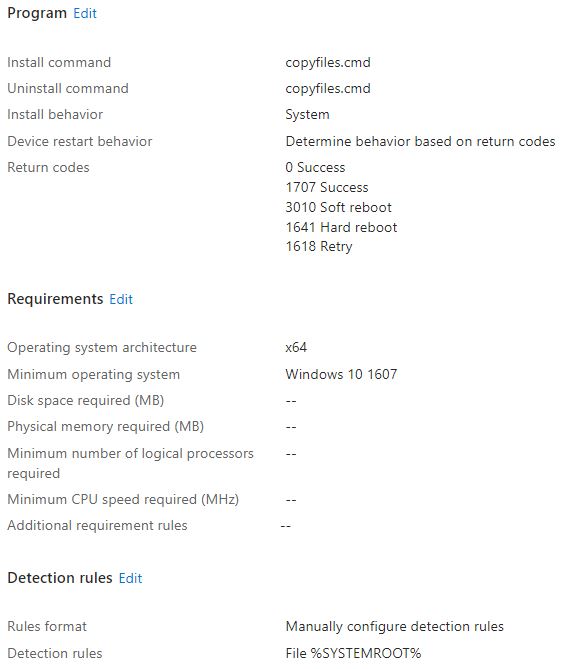 Program Edit
Install command copyfiles.cmd
Uninstall command copyfiles.cmd
Install behavior System
Device restart behavior Determine behavior based on return codes
Return codes 0 Success
1707 Success
3010 Soft reboot
1641 Hard reboot
1618 Retry
Requirements Edit
Operating system architecture x64
Minimum operating system Windows 10 1607
Disk space required (MB) --
Physical memory required (MB) --
Minimum number of logical processors --
required
Minimum CPU speed required (MHz) --
Additional requirement rules --
Detection rules Edit
Rules format Manually configure detection rules
Detection rules File %SYSTEMROOT%